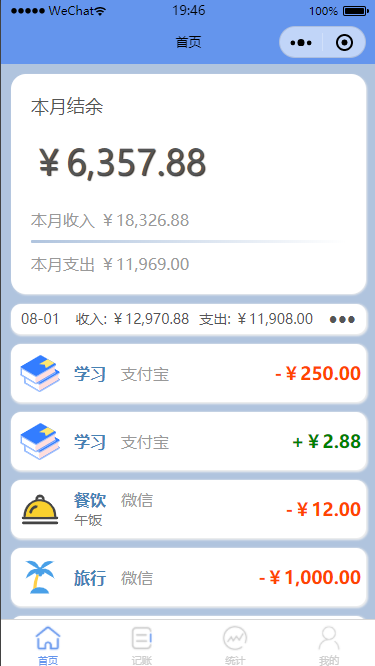 ●●●●● WeChat 19:46 100%
首页
本月结余
￥6,357.88
本月收入 ￥18,326.88
本月支出 ￥11,969.00
08-01 收入: ￥12,970.88 支出: ￥11,908.00 ●●●
学习 支付宝 -￥250.00
学习 支付宝 +￥2.88
餐饮 微信 -￥12.00
午饭
旅行 微信 -￥1,000.00
首页 记账 统计 我的